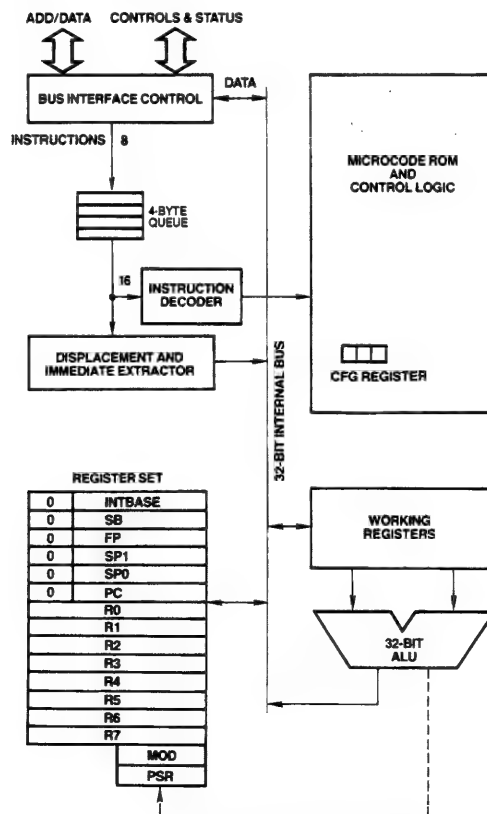 ADD/DATA
CONTROLS & STATUS
BUS INTERFACE CONTROL
DATA
INSTRUCTIONS
8
4-BYTE
QUEUE
16
INSTRUCTION
DECODER
DISPLACEMENT AND
IMMEDIATE EXTRACTOR
MICROCODE ROM
AND
CONTROL LOGIC
CFG REGISTER
32-BIT INTERNAL BUS
REGISTER SET
0 INTBASE
0 SB
0 FP
0 SP1
0 SP0
0 PC
R0
R1
R2
R3
R4
R5
R6
R7
MOD
PSR
WORKING
REGISTERS
32-BIT
ALU